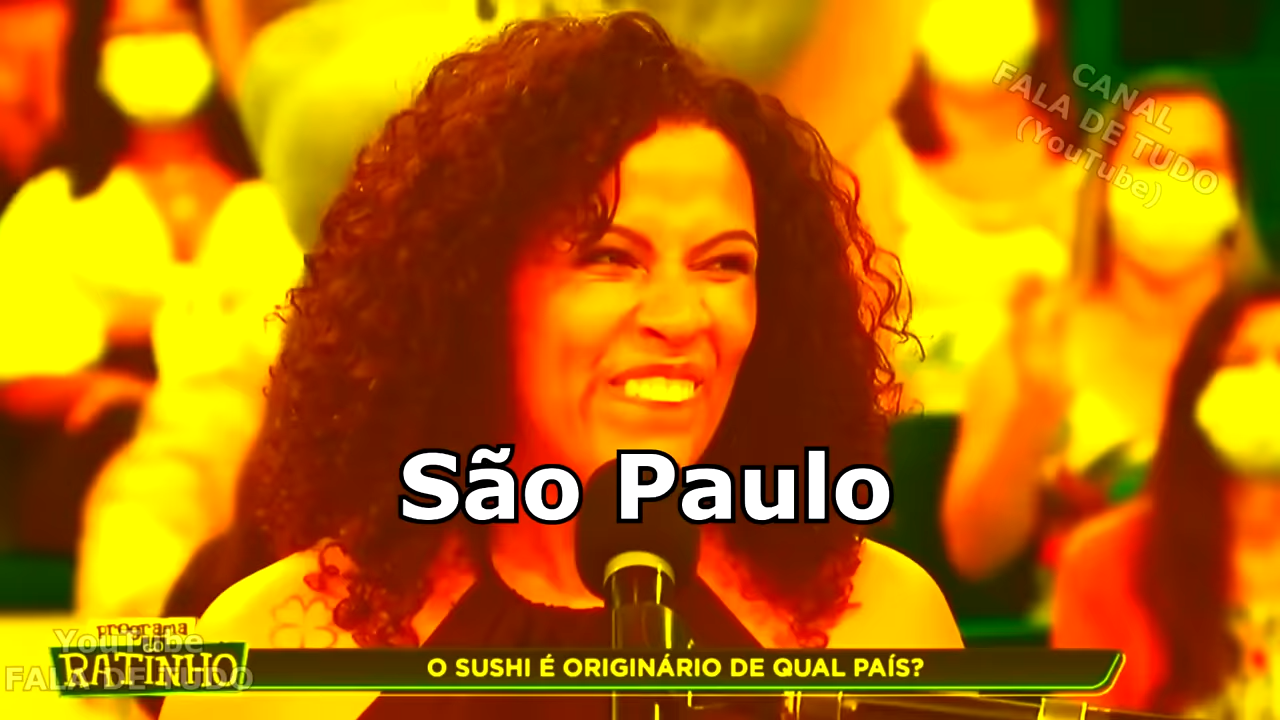 CANAL
FALA DE TUDO
(YouTube)
São Paulo
programa
do
RATINHO
YouTube
FALA DE TUDO
O SUSHI É ORIGINÁRIO DE QUAL PAÍS?